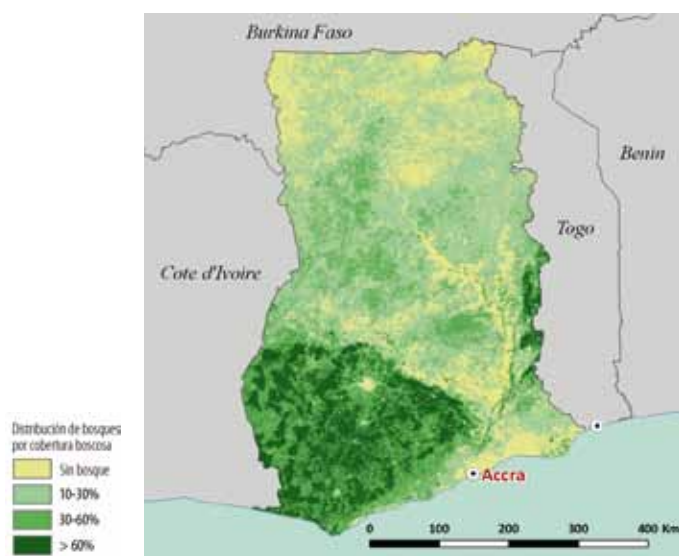 Burkina Faso
Benin
Togo
Cote d'Ivoire
Accra
Distribución de bosques
por cobertura boscosa
Sin bosque
10-30%
30-60%
> 60%
0 100 200 300 400 Km